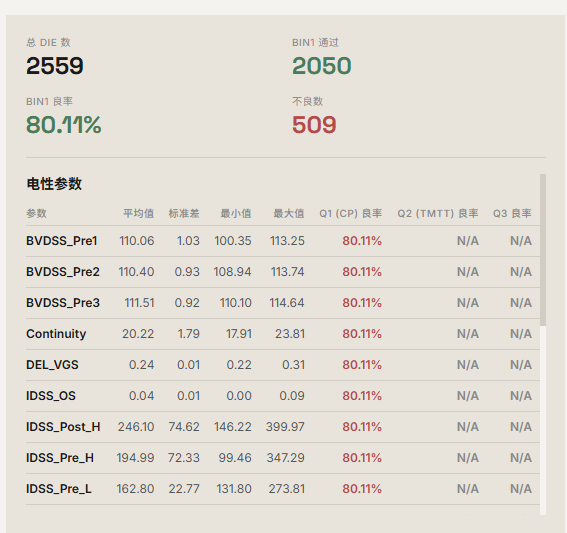 总 DIE 数 BIN1 通过
2559 2050
BIN1 良率 不良数
80.11% 509
电性参数
参数 平均值 标准差 最小值 最大值 Q1 (CP) 良率 Q2 (TMTT) 良率 Q3 良率
BVDSS_Pre1 110.06 1.03 100.35 113.25 80.11% N/A N/A
BVDSS_Pre2 110.40 0.93 108.94 113.74 80.11% N/A N/A
BVDSS_Pre3 111.51 0.92 110.10 114.64 80.11% N/A N/A
Continuity 20.22 1.79 17.91 23.81 80.11% N/A N/A
DEL_VGS 0.24 0.01 0.22 0.31 80.11% N/A N/A
IDSS_OS 0.04 0.01 0.00 0.09 80.11% N/A N/A
IDSS_Post_H 246.10 74.62 146.22 399.97 80.11% N/A N/A
IDSS_Pre_H 194.99 72.33 99.46 347.29 80.11% N/A N/A
IDSS_Pre_L 162.80 22.77 131.80 273.81 80.11% N/A N/A